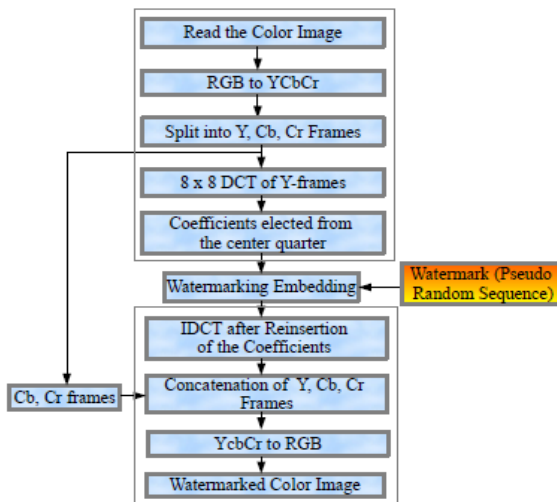 Read the Color Image
RGB to YCbCr
Split into Y, Cb, Cr Frames
8 x 8 DCT of Y-frames
Coefficients elected from
the center quarter
Watermarking Embedding
Watermark (Pseudo
Random Sequence)
IDCT after Reinsertion
of the Coefficients
Cb, Cr frames
Concatenation of Y, Cb, Cr
Frames
YcbCr to RGB
Watermarked Color Image